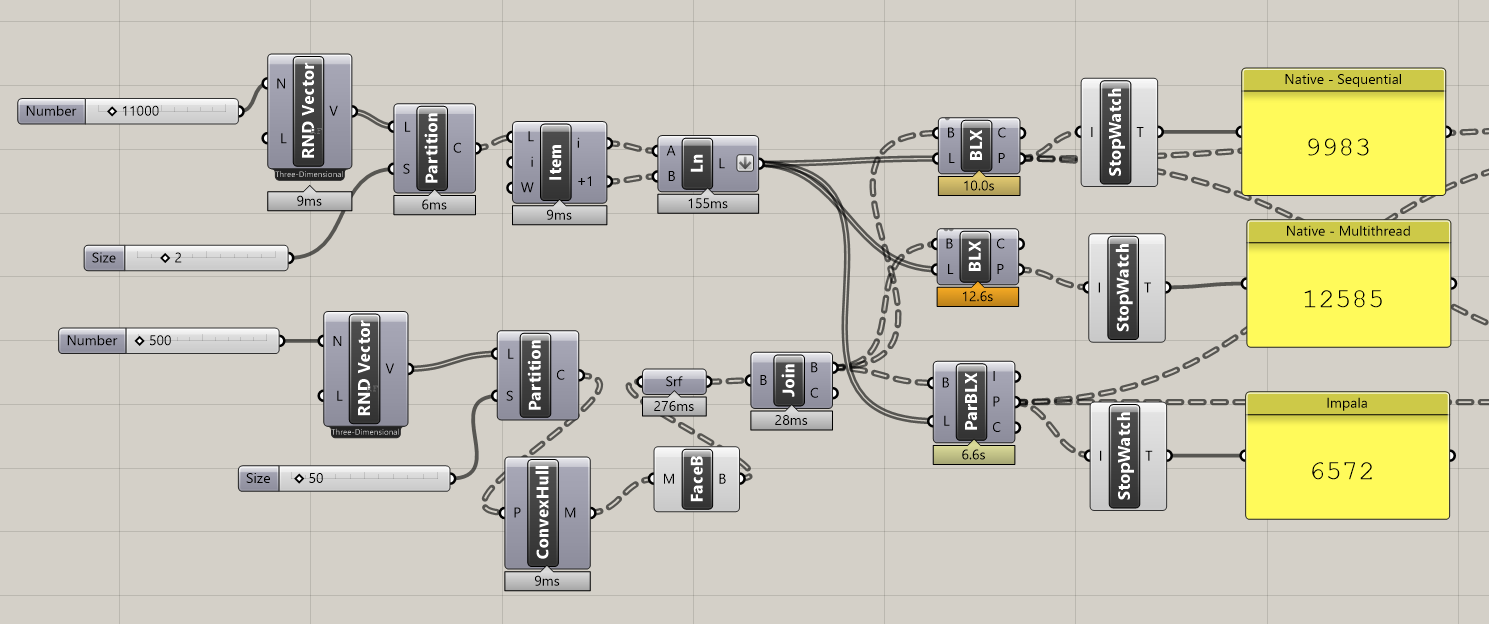 Number 11000
N
L
RND Vector
V
Three-Dimensional
9ms
L
S
Partition
C
6ms
L
i
W
Item
i
+1
9ms
A
B
Ln
L
155ms
Size 2
B
L
BLX
C
P
10.0s
I
StopWatch
T
Native - Sequential
9983
B
L
BLX
C
P
12.6s
I
StopWatch
T
Native - Multithread
12585
Number 500
N
L
RND Vector
V
Three-Dimensional
L
S
Partition
C
Size 50
Srf
276ms
B
Join
B
C
28ms
B
L
ParBLX
I
P
C
6.6s
I
StopWatch
T
Impala
6572
P
ConvexHull
M
9ms
M
FaceB
B